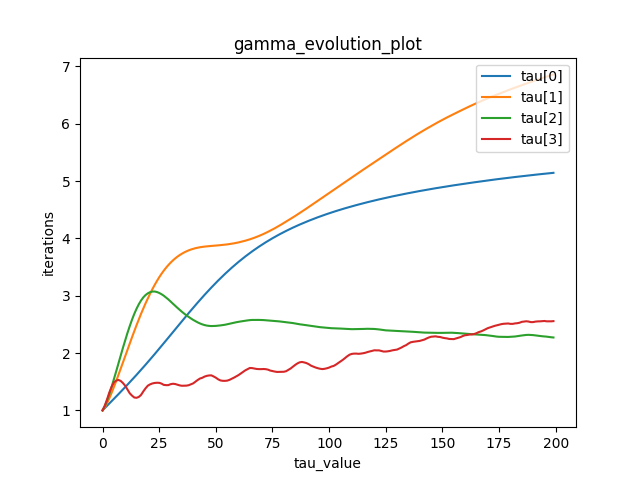 gamma_evolution_plot
7
6
5
4
3
2
1
iterations
tau[0]
tau[1]
tau[2]
tau[3]
0 25 50 75 100 125 150 175 200
tau_value